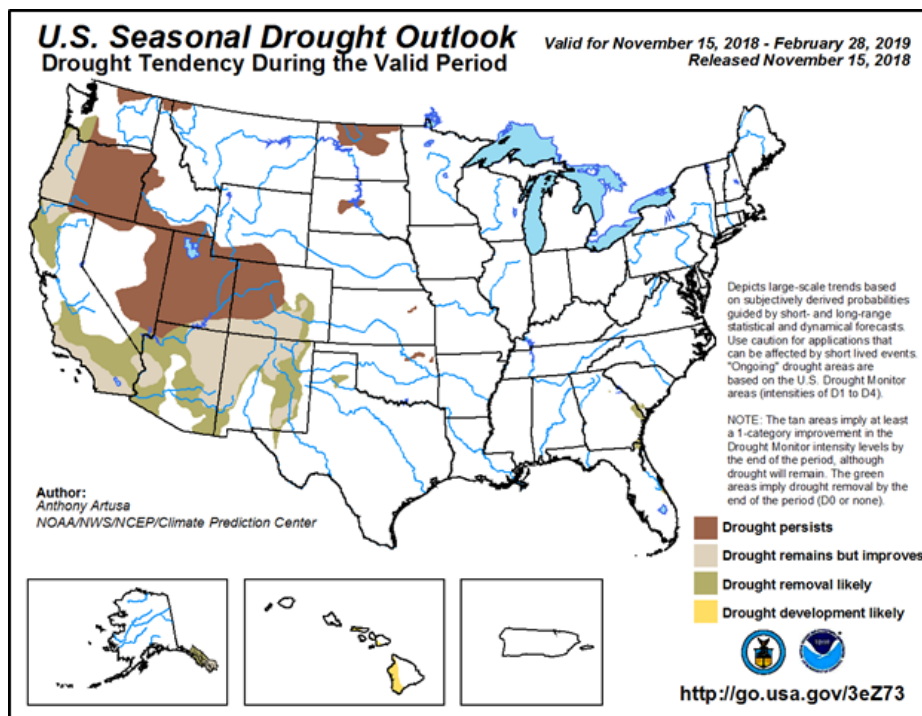 U.S. Seasonal Drought Outlook
Drought Tendency During the Valid Period
Valid for November 15, 2018 - February 28, 2019
Released November 15, 2018
Depicts large-scale trends based
on subjectively derived probabilities
guided by short- and long-range
statistical and dynamical forecasts.
Use caution for applications that
can be affected by short lived events.
"Ongoing" drought areas are
based on the U.S. Drought Monitor
areas (intensities of D1 to D4).
NOTE: The tan areas imply at least
a 1-category improvement in the
Drought Monitor intensity levels by
the end of the period, although
drought will remain. The green
areas imply drought removal by the
end of the period (D0 or none).
Author:
Anthony Artusa
NOAA/NWS/NCEP/Climate Prediction Center
Drought persists
Drought remains but improves
Drought removal likely
Drought development likely
http://go.usa.gov/3eZ73